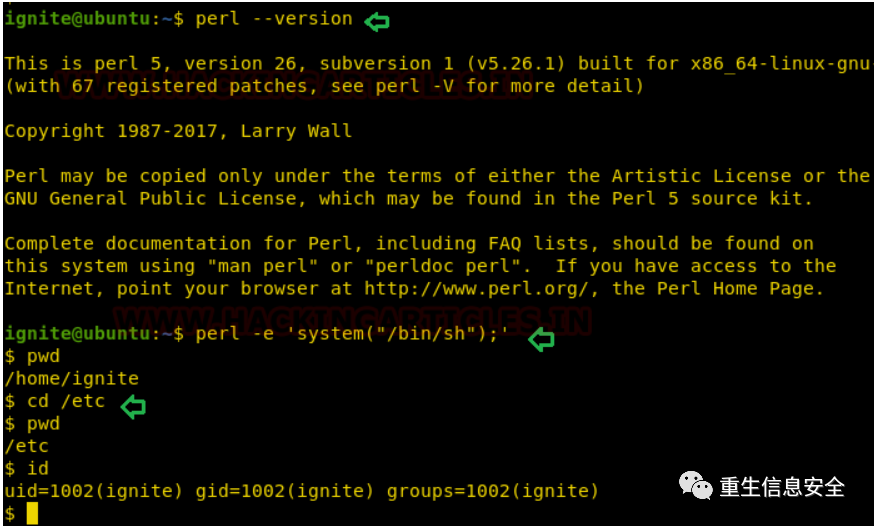 ignite@ubuntu:~$ perl --version
This is perl 5, version 26, subversion 1 (v5.26.1) built for x86_64-linux-gnu-
(with 67 registered patches, see perl -V for more detail)
Copyright 1987-2017, Larry Wall
Perl may be copied only under the terms of either the Artistic License or the
GNU General Public License, which may be found in the Perl 5 source kit.
Complete documentation for Perl, including FAQ lists, should be found on
this system using "man perl" or "perldoc perl".  If you have access to the
Internet, point your browser at http://www.perl.org/, the Perl Home Page.
WWW.HACKINGARTICLES.IN
ignite@ubuntu:~$ perl -e 'system("/bin/sh");'
$ pwd
/home/ignite
$ cd /etc
$ pwd
/etc
$ id
uid=1002(ignite) gid=1002(ignite) groups=1002(ignite)
$
重生信息安全